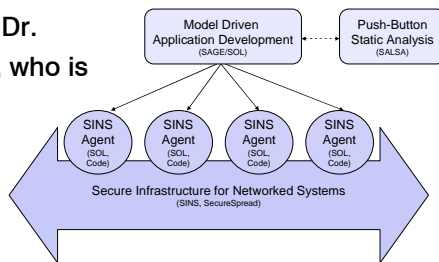 Dr.
, who is
Model Driven
Application Development
(SAGE/SOL)
Push-Button
Static Analysis
(SALSA)
SINS
Agent
(SOL,
Code)
SINS
Agent
(SOL,
Code)
SINS
Agent
(SOL,
Code)
SINS
Agent
(SOL,
Code)
Secure Infrastructure for Networked Systems
(SINS, SecureSpread)